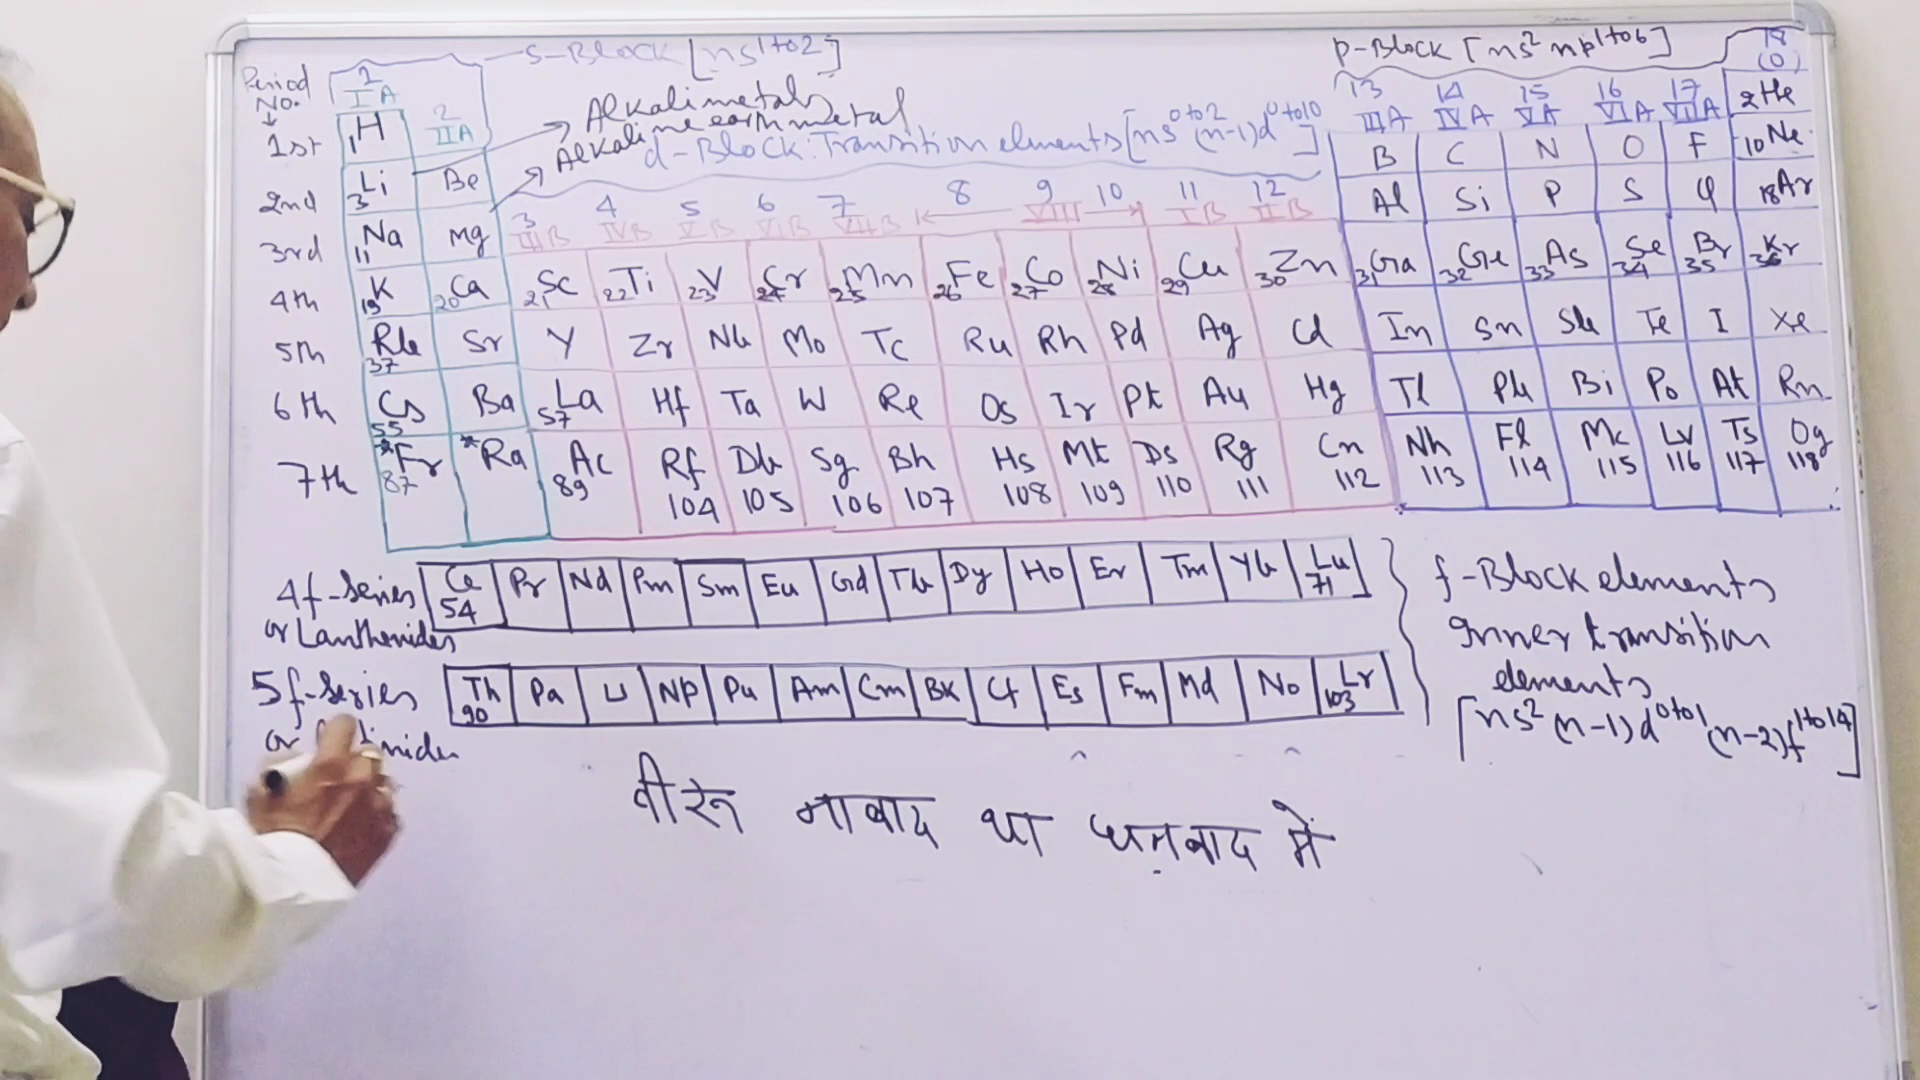 s-Block [ns1to2]
p-Block [ns² np1to6]
18
(0)
Period
No.
↓
1
IA
2
IIA
Alkali metals
Alkaline earth metal
d-Block: Transition elements [ns0to2 (n-1)d0to10]
13 14 15 16 17
IIIA IVA VA VIA VIIA
3 4 5 6 7 8 9 10 11 12
IIIB IVB VB VIB VIIB ← VIII → IB IIB
1st 1H 2He
2nd 3Li Be B C N O F 10Ne
3rd 11Na Mg Al Si P S Cl 18Ar
4th 19K 20Ca 21Sc 22Ti 23V 24Cr 25Mn 26Fe 27Co 28Ni 29Cu 30Zn 31Ga 32Ge 33As 34Se 35Br 36Kr
5th 37Rb Sr Y Zr Nb Mo Tc Ru Rh Pd Ag Cd In Sn Sb Te I Xe
6th 55Cs Ba 57La Hf Ta W Re Os Ir Pt Au Hg Tl Pb Bi Po At Rn
7th *Fr *Ra Ac Rf Db Sg Bh Hs Mt Ds Rg Cn Nh Fl Mc Lv Ts Og
87 89 104 105 106 107 108 109 110 111 112 113 114 115 116 117 118
4f-Series Ce Pr Nd Pm Sm Eu Gd Tb Dy Ho Er Tm Yb Lu
54 71
or Lanthenides
5f-Series Th Pa U Np Pu Am Cm Bk Cf Es Fm Md No Lr
90 103
or
f-Block elements
Inner transition
elements
[ns² (n-1)d0to1 (n-2)f1to14]
वीरू नाबाद था धनबाद में